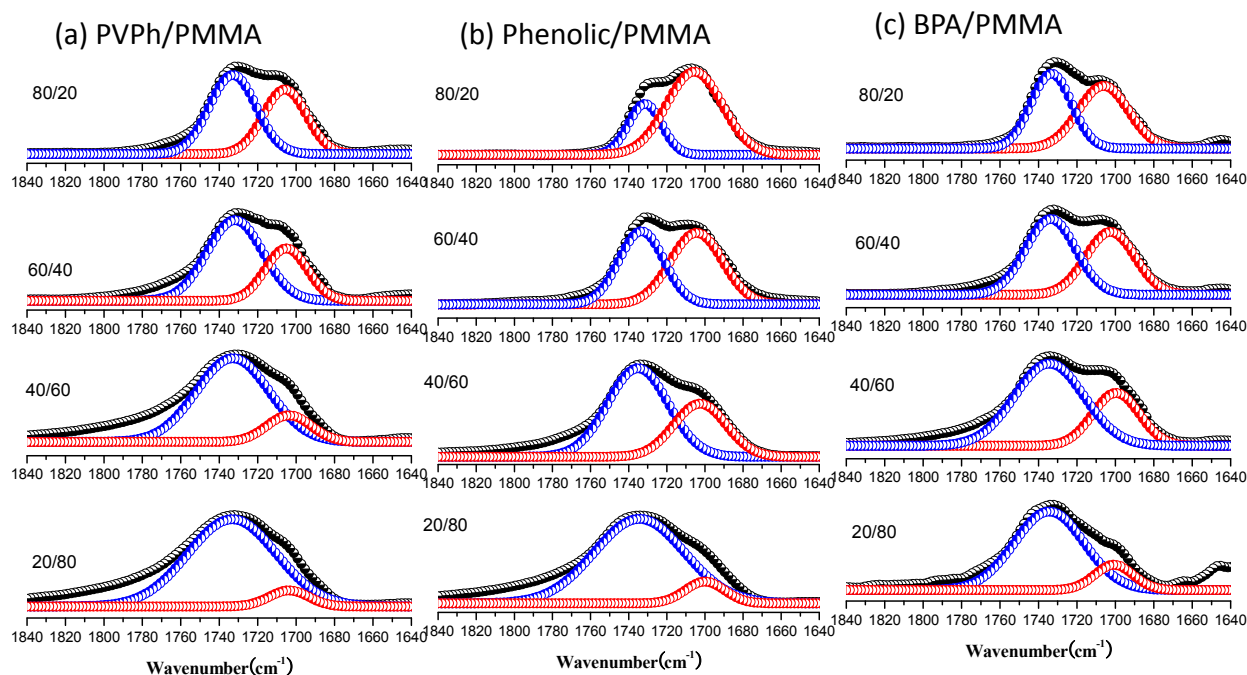 (a) PVPh/PMMA
80/20
1840 1820 1800 1780 1760 1740 1720 1700 1680 1660 1640
60/40
1840 1820 1800 1780 1760 1740 1720 1700 1680 1660 1640
40/60
1840 1820 1800 1780 1760 1740 1720 1700 1680 1660 1640
20/80
1840 1820 1800 1780 1760 1740 1720 1700 1680 1660 1640
Wavenumber(cm⁻¹)
(b) Phenolic/PMMA
80/20
1840 1820 1800 1780 1760 1740 1720 1700 1680 1660 1640
60/40
1840 1820 1800 1780 1760 1740 1720 1700 1680 1660 1640
40/60
1840 1820 1800 1780 1760 1740 1720 1700 1680 1660 1640
20/80
1840 1820 1800 1780 1760 1740 1720 1700 1680 1660 1640
Wavenumber(cm⁻¹)
(c) BPA/PMMA
80/20
1840 1820 1800 1780 1760 1740 1720 1700 1680 1660 1640
60/40
1840 1820 1800 1780 1760 1740 1720 1700 1680 1660 1640
40/60
1840 1820 1800 1780 1760 1740 1720 1700 1680 1660 1640
20/80
1840 1820 1800 1780 1760 1740 1720 1700 1680 1660 1640
Wavenumber(cm⁻¹)